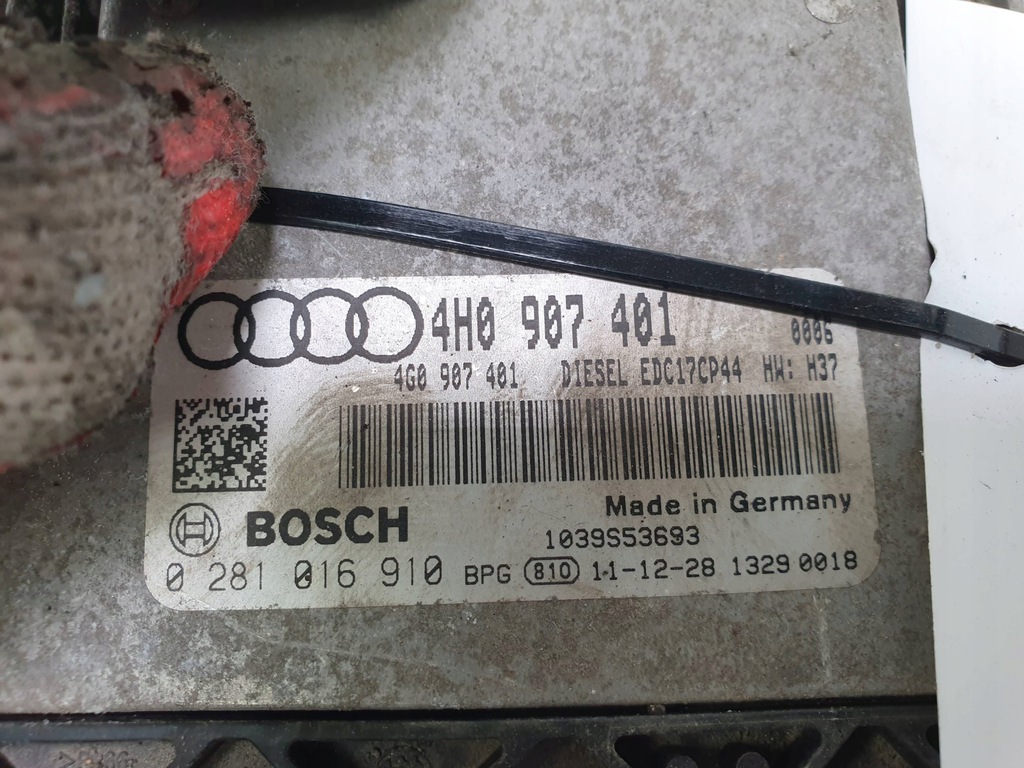 4H0 907 401
0006
4G0 907 401 DIESEL EDC17CP44 HW: H37
Made in Germany
BOSCH
1039S53693
0 281 016 910 BPG 810 11-12-28 1329 0018